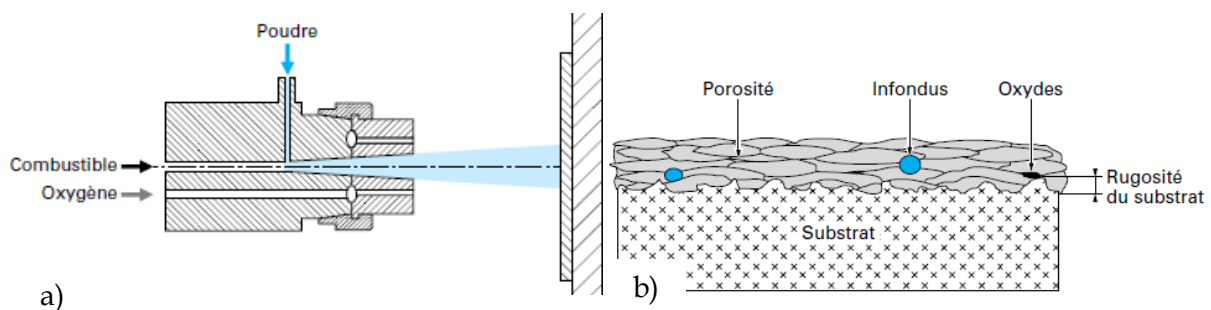 Poudre
Combustible
Oxygène
a)
Porosité
Infondus
Oxydes
Rugosité
du substrat
Substrat
b)